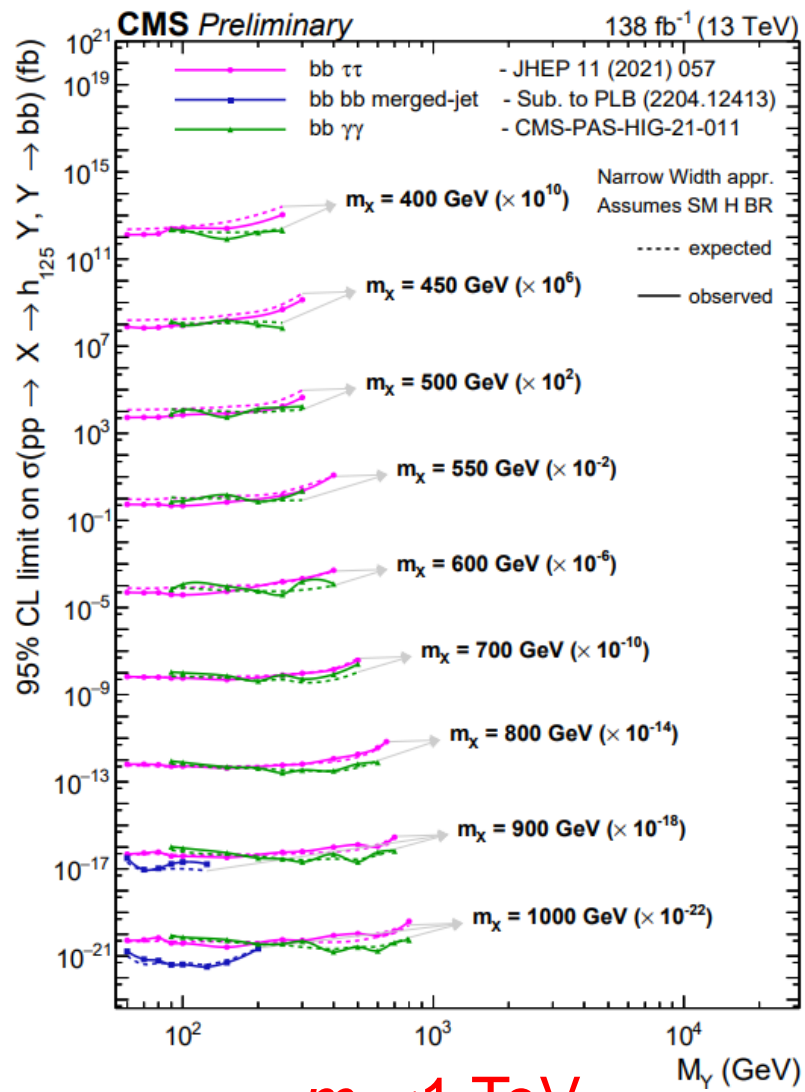 CMS Preliminary 138 fb⁻¹ (13 TeV)
95% CL limit on σ(pp → X → h₁₂₅ Y, Y → bb) (fb)
10²¹
10¹⁹
10¹⁵
10¹¹
10⁷
10³
10⁻¹
10⁻⁵
10⁻⁹
10⁻¹³
10⁻¹⁷
10⁻²¹
bb ττ - JHEP 11 (2021) 057
bb bb merged-jet - Sub. to PLB (2204.12413)
bb γγ - CMS-PAS-HIG-21-011
Narrow Width appr.
Assumes SM H BR
expected
observed
m_X = 400 GeV (× 10¹⁰)
m_X = 450 GeV (× 10⁶)
m_X = 500 GeV (× 10²)
m_X = 550 GeV (× 10⁻²)
m_X = 600 GeV (× 10⁻⁶)
m_X = 700 GeV (× 10⁻¹⁰)
m_X = 800 GeV (× 10⁻¹⁴)
m_X = 900 GeV (× 10⁻¹⁸)
m_X = 1000 GeV (× 10⁻²²)
10² 10³ 10⁴
m_Y (GeV)
1 TeV